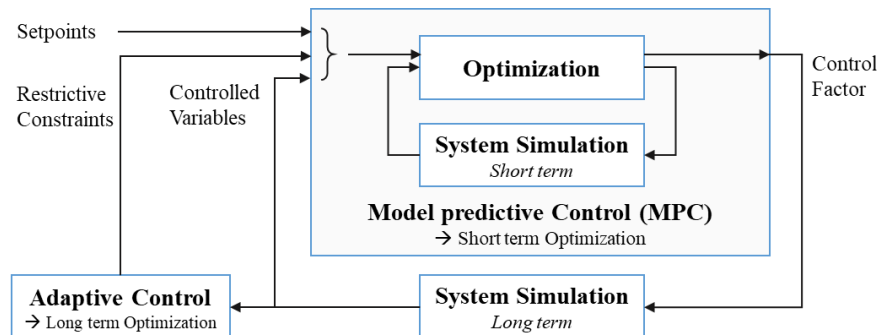 Setpoints
Restrictive
Constraints
Controlled
Variables
Optimization
System Simulation
Short term
Model predictive Control (MPC)
→ Short term Optimization
Control
Factor
Adaptive Control
→ Long term Optimization
System Simulation
Long term